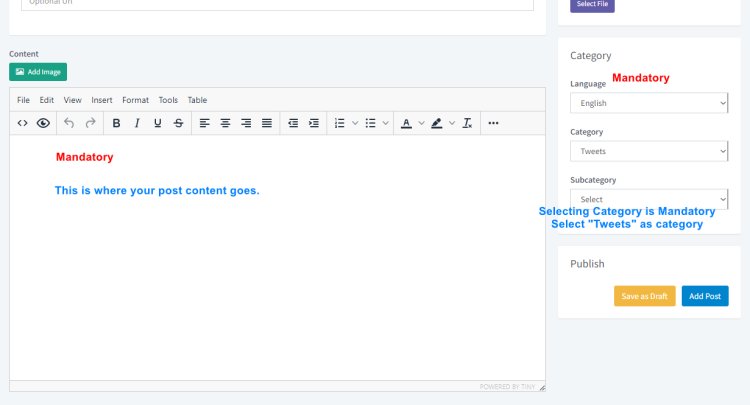 Optional Url
Select File
Content
Add Image
File Edit View Insert Format Tools Table
Mandatory
This is where your post content goes.
POWERED BY TINY
Category
Language
Mandatory
English
Category
Tweets
Subcategory
Select
Selecting Category is Mandatory
Select "Tweets" as category
Publish
Save as Draft
Add Post